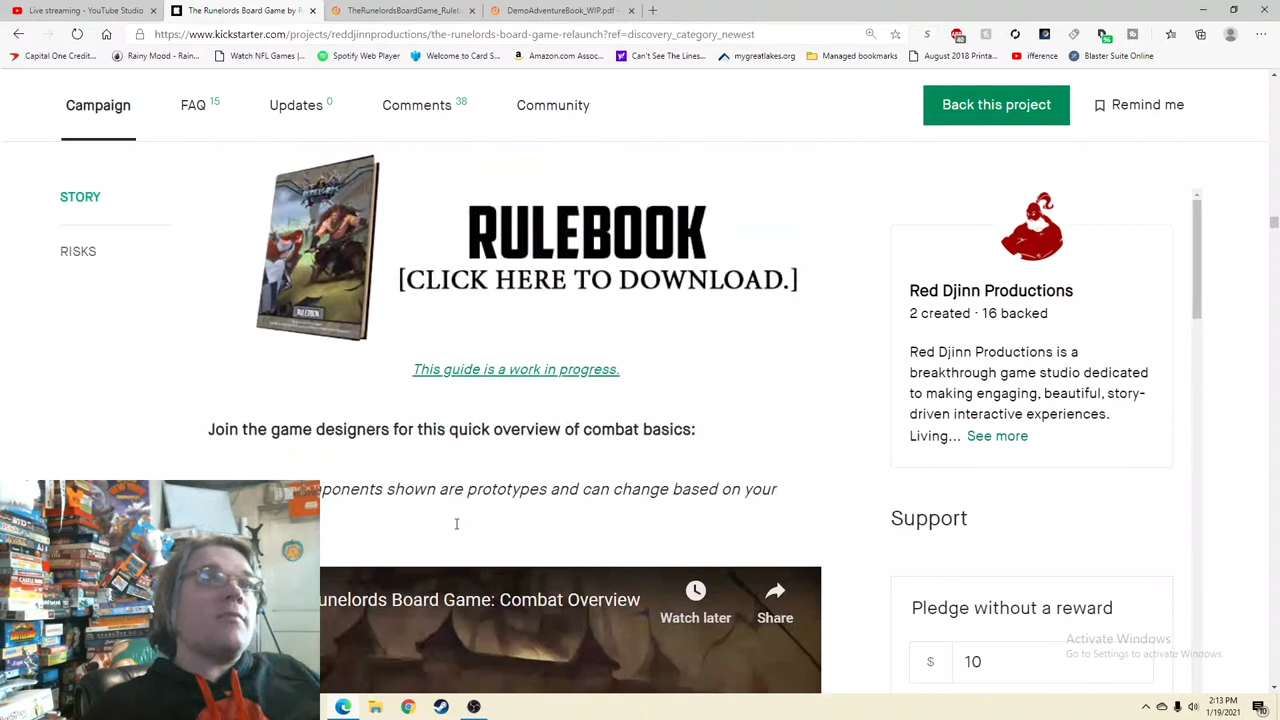 Live streaming - YouTube Studio
The Runelords Board Game by R
TheRunelordsBoardGame_Ruleb
DemoAdventureBook_WIP.pdf -
https://www.kickstarter.com/projects/reddjinnproductions/the-runelords-board-game-relaunch?ref=discovery_category_newest
Capital One Credit...
Rainy Mood - Rain...
Watch WTL Games |...
Spotify Web Player
Welcome to Card S...
Amazon.com Assoc...
Can't See The Lines...
mygreatlakes.org
Managed bookmarks
August 2018 Printa...
ifference
Blaster Suite Online
Campaign
FAQ 15
Updates 0
Comments 38
Community
Back this project
Remind me
STORY
RISKS
RULEBOOK
RULEBOOK
[CLICK HERE TO DOWNLOAD.]
This guide is a work in progress.
Join the game designers for this quick overview of combat basics:
ponents shown are prototypes and can change based on your
unelords Board Game: Combat Overview
Watch later
Share
Red Djinn Productions
2 created · 16 backed
Red Djinn Productions is a
breakthrough game studio dedicated
to making engaging, beautiful, story-
driven interactive experiences.
Living... See more
Support
Pledge without a reward
$ 10
Activate Windows
Go to Settings to activate Windows.
2:13 PM
1/19/2021